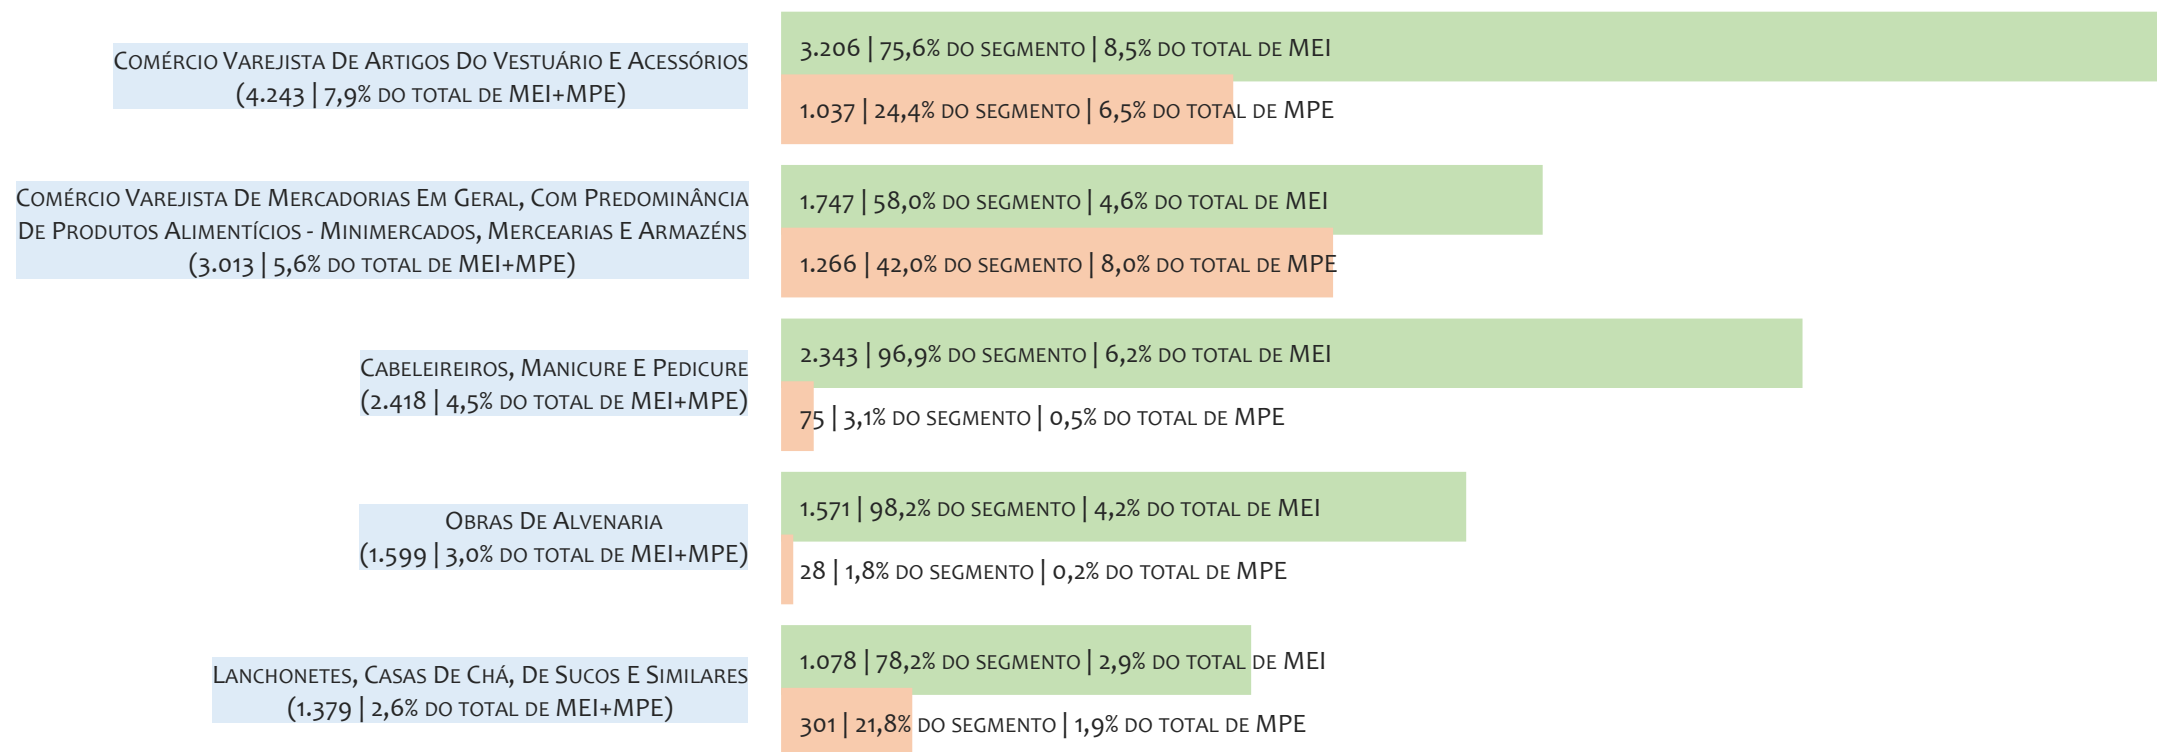 Comércio Varejista De Artigos Do Vestuário E Acessórios
(4.243 | 7,9% do total de MEI+MPE)
3.206 | 75,6% do segmento | 8,5% do total de MEI
1.037 | 24,4% do segmento | 6,5% do total de MPE
Comércio Varejista De Mercadorias Em Geral, Com Predominância
De Produtos Alimentícios - Minimercados, Mercearias E Armazéns
(3.013 | 5,6% do total de MEI+MPE)
1.747 | 58,0% do segmento | 4,6% do total de MEI
1.266 | 42,0% do segmento | 8,0% do total de MPE
Cabeleireiros, Manicure E Pedicure
(2.418 | 4,5% do total de MEI+MPE)
2.343 | 96,9% do segmento | 6,2% do total de MEI
75 | 3,1% do segmento | 0,5% do total de MPE
Obras De Alvenaria
(1.599 | 3,0% do total de MEI+MPE)
1.571 | 98,2% do segmento | 4,2% do total de MEI
28 | 1,8% do segmento | 0,2% do total de MPE
Lanchonetes, Casas De Chá, De Sucos E Similares
(1.379 | 2,6% do total de MEI+MPE)
1.078 | 78,2% do segmento | 2,9% do total de MEI
301 | 21,8% do segmento | 1,9% do total de MPE